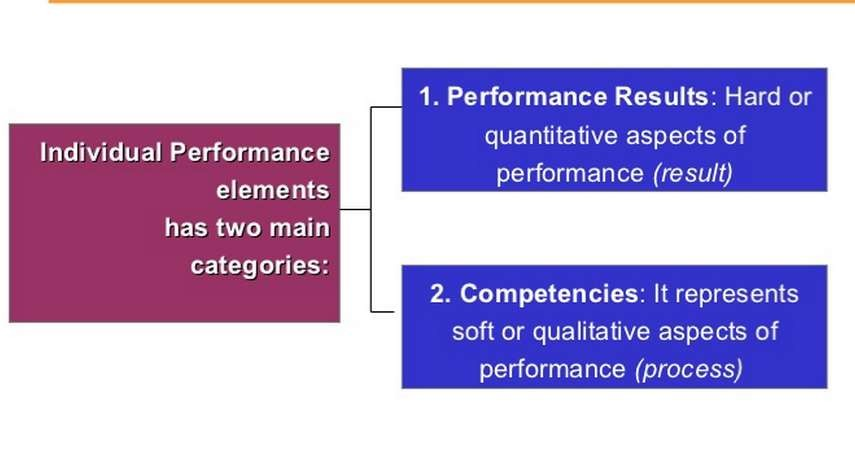 Individual Performance
elements
has two main
categories:
1. Performance Results: Hard or
quantitative aspects of
performance (result)
2. Competencies: It represents
soft or qualitative aspects of
performance (process)